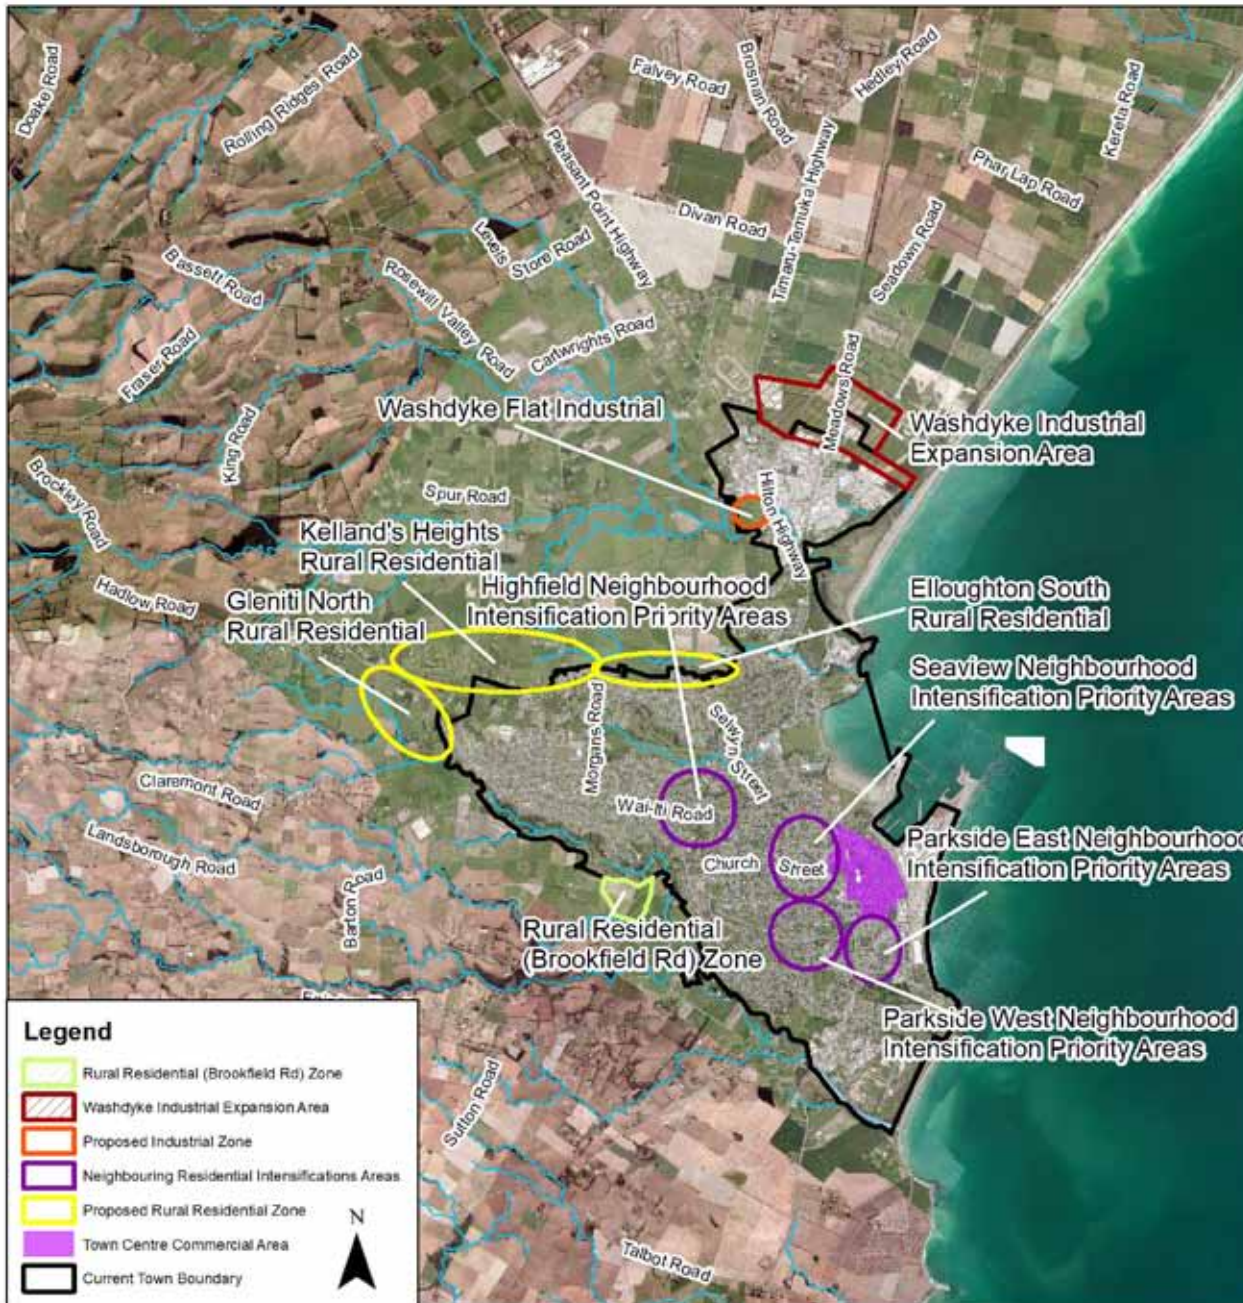 Doake Road
Rolling Ridges Road
Falvey Road
Brosnan Road
Hedley Road
Kereta Road
Pleasant Point Highway
Phar Lap Road
Timaru-Temuka Highway
Divan Road
Seadown Road
Levels Store Road
Bassett Road
Rosewill Valley Road
Cartwrights Road
Fraser Road
Meadows Road
Washdyke Flat Industrial
Washdyke Industrial
Expansion Area
King Road
Brockley Road
Spur Road
Hilton Highway
Kelland's Heights
Rural Residential
Highfield Neighbourhood
Intensification Priority Areas
Elloughton South
Rural Residential
Hadlow Road
Gleniti North
Rural Residential
Seaview Neighbourhood
Intensification Priority Areas
Morgans Road
Selwyn Street
Claremont Road
Wai-Iti Road
Landsborough Road
Church Street
Parkside East Neighbourhood
Intensification Priority Areas
Barton Road
Rural Residential
(Brookfield Rd) Zone
Parkside West Neighbourhood
Intensification Priority Areas
Sutton Road
Talbot Road
Legend
Rural Residential (Brookfield Rd) Zone
Washdyke Industrial Expansion Area
Proposed Industrial Zone
Neighbouring Residential Intensifications Areas
Proposed Rural Residential Zone
Town Centre Commercial Area
Current Town Boundary
N